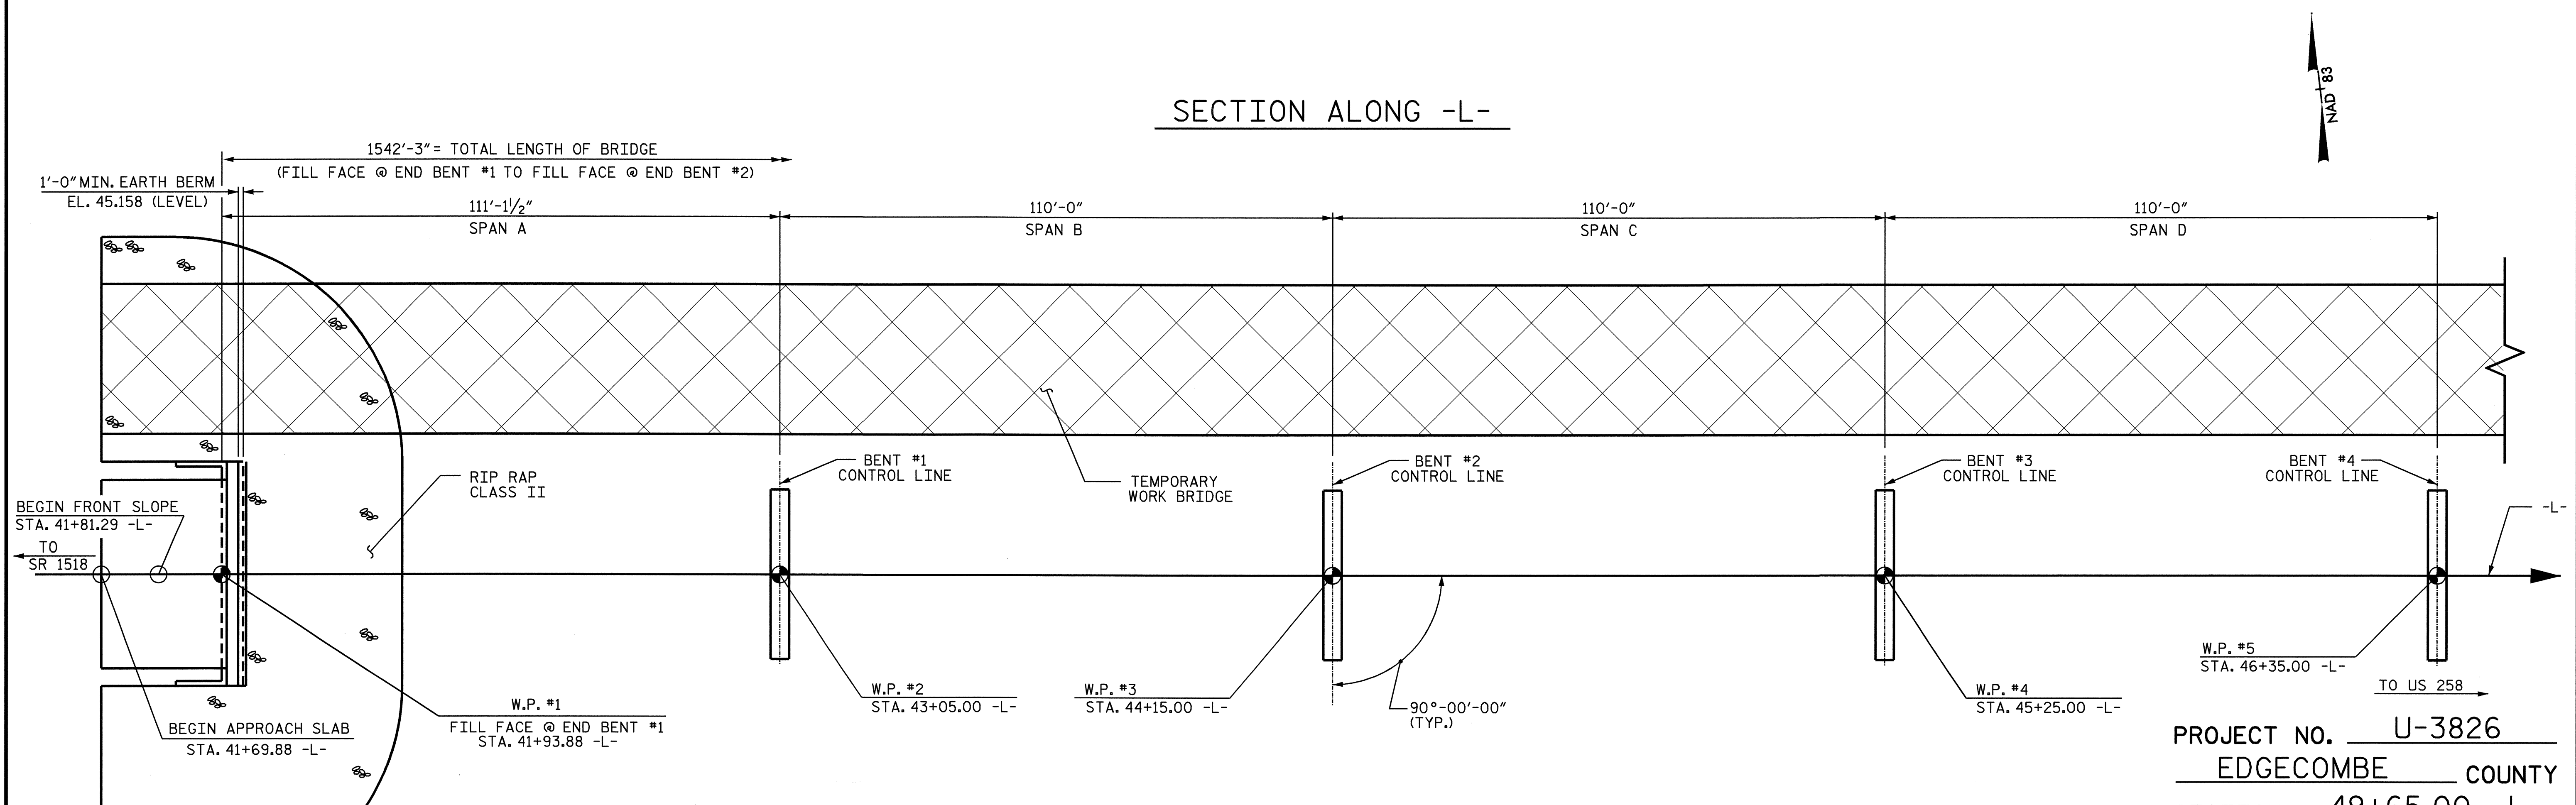 SECTION ALONG -L-
NAD 83
1542'-3" = TOTAL LENGTH OF BRIDGE
(FILL FACE @ END BENT #1 TO FILL FACE @ END BENT #2)
1'-0" MIN. EARTH BERM
EL. 45.158 (LEVEL)
111'-1 1/2"
SPAN A
110'-0"
SPAN B
110'-0"
SPAN C
110'-0"
SPAN D
BENT #1
CONTROL LINE
BENT #2
CONTROL LINE
BENT #3
CONTROL LINE
BENT #4
CONTROL LINE
RIP RAP
CLASS II
TEMPORARY
WORK BRIDGE
BEGIN FRONT SLOPE
STA. 41+81.29 -L-
TO
SR 1518
-L-
W.P. #1
FILL FACE @ END BENT #1
STA. 41+93.88 -L-
BEGIN APPROACH SLAB
STA. 41+69.88 -L-
W.P. #2
STA. 43+05.00 -L-
W.P. #3
STA. 44+15.00 -L-
90°-00'-00"
(TYP.)
W.P. #4
STA. 45+25.00 -L-
W.P. #5
STA. 46+35.00 -L-
TO US 258
PROJECT NO. U-3826
EDGECOMBE COUNTY